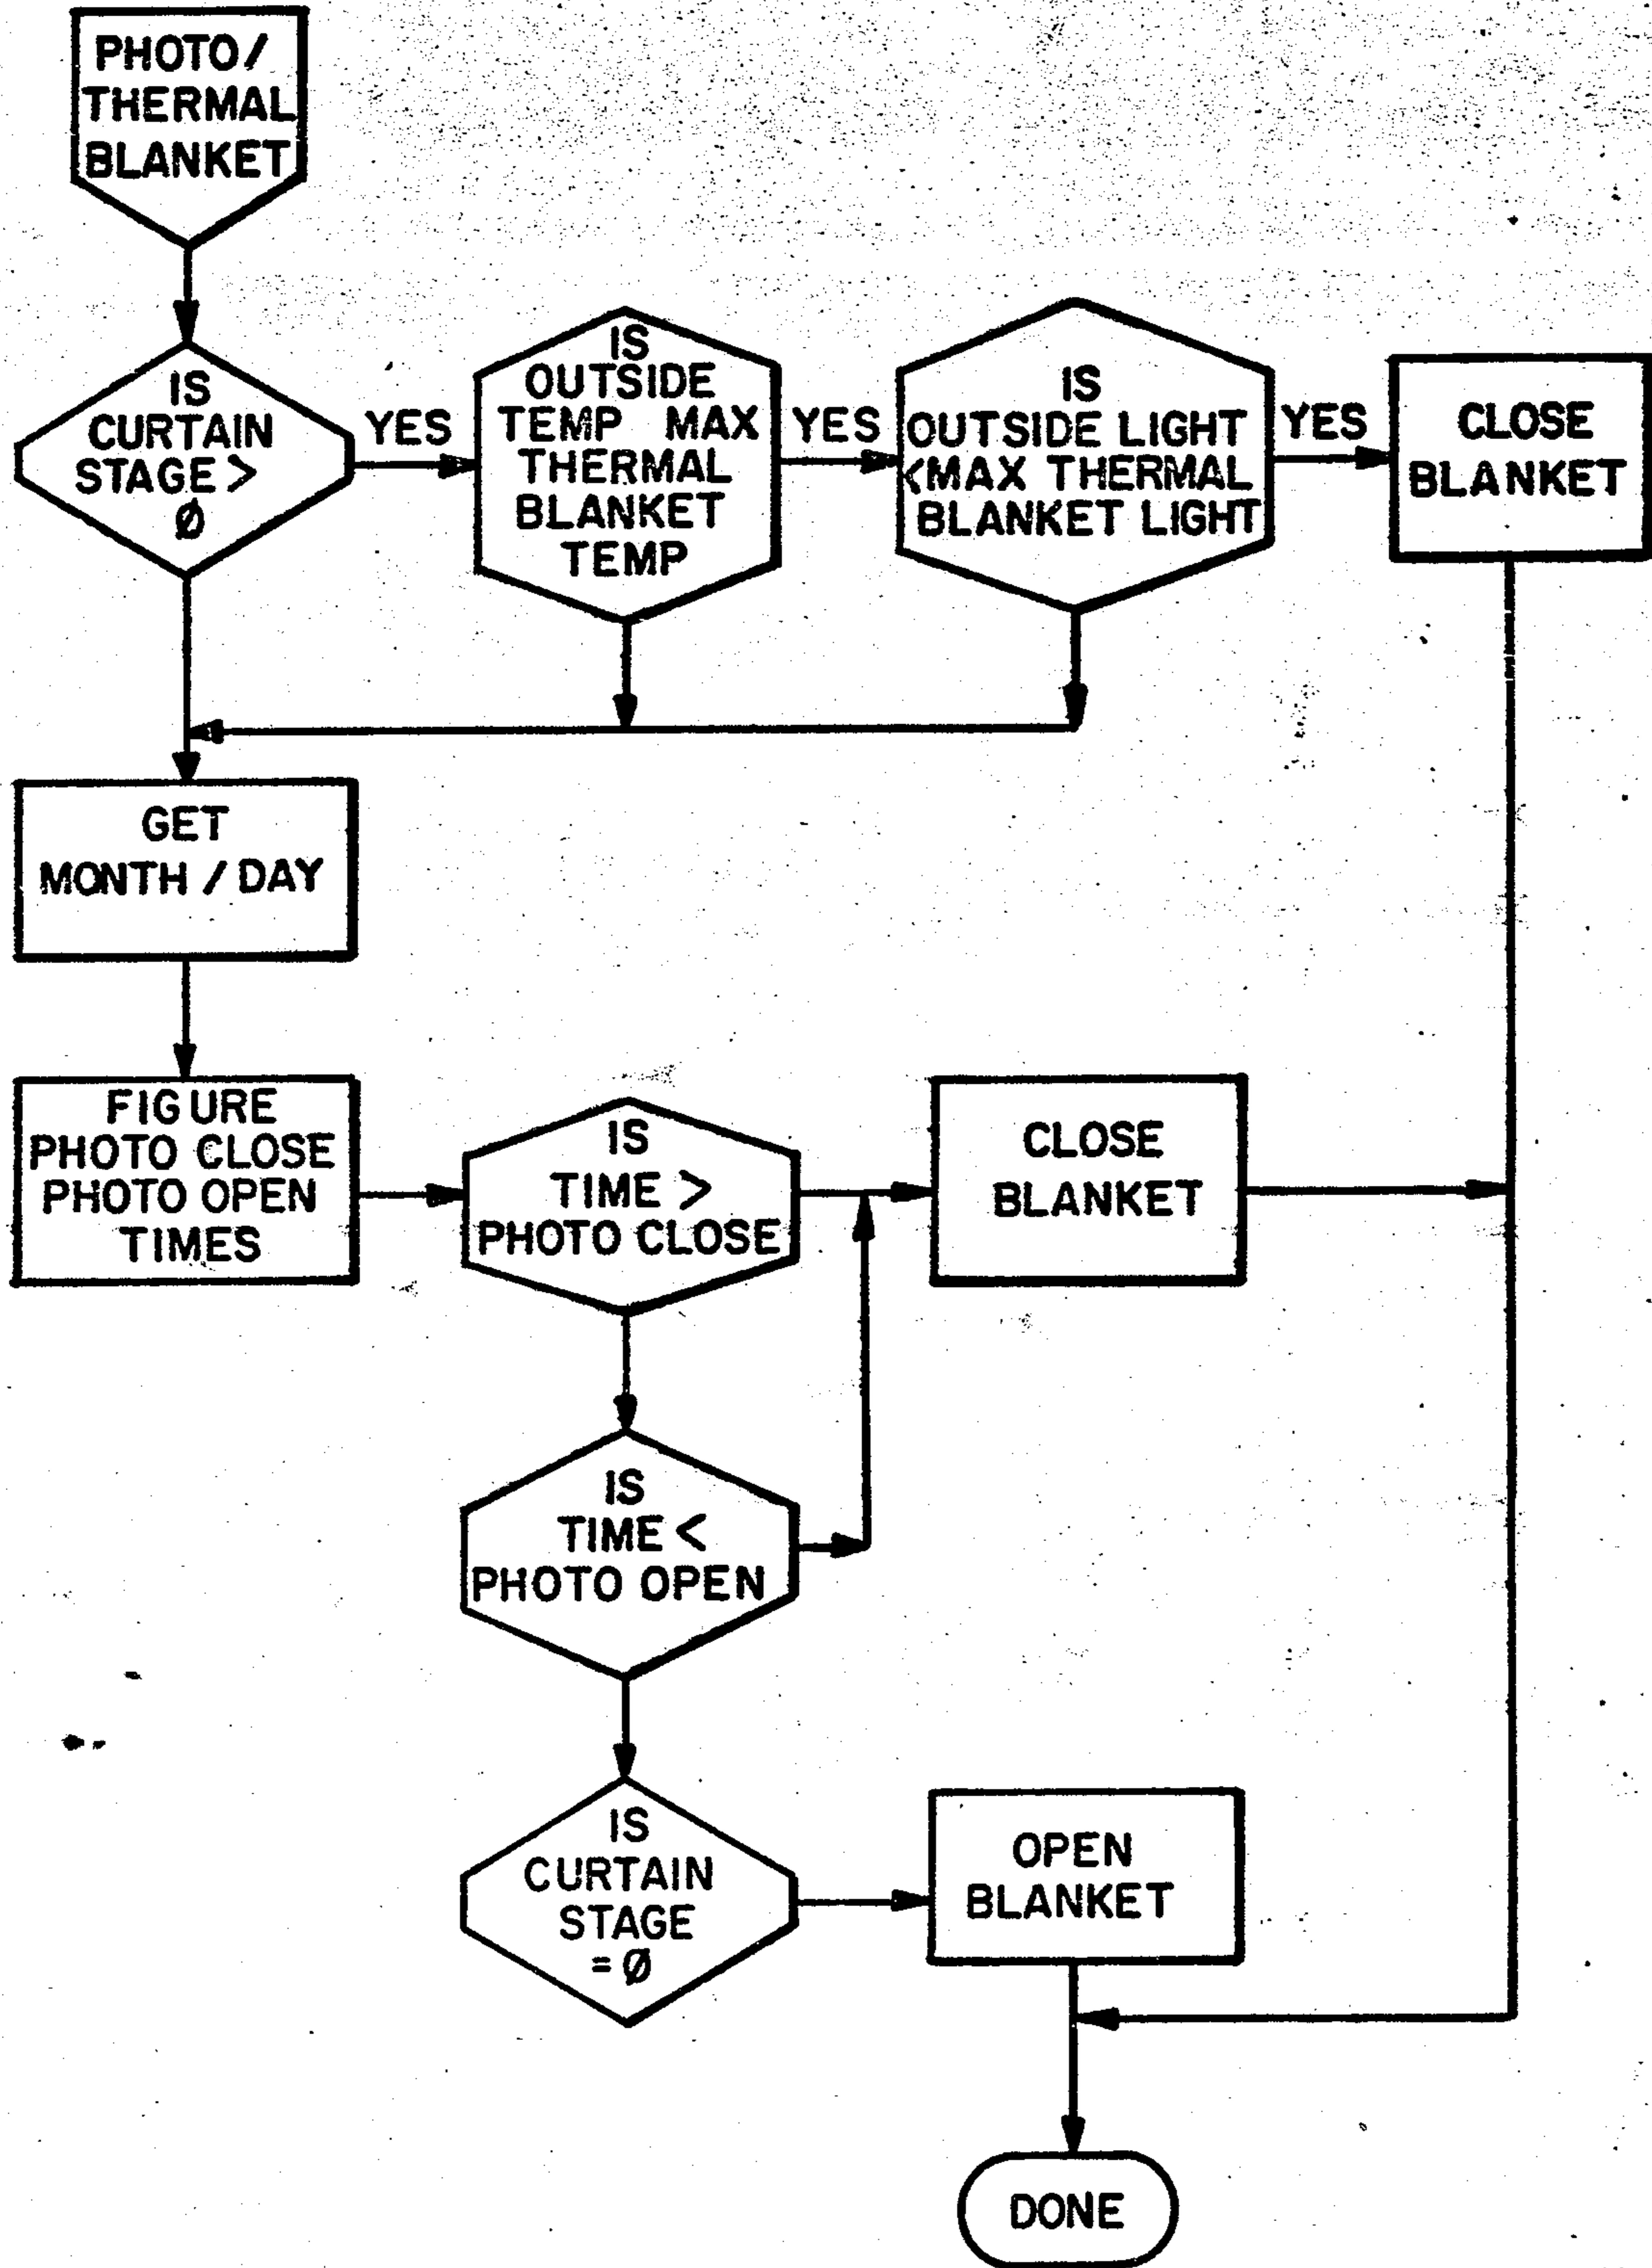 PHOTO/
THERMAL
BLANKET
IS
CURTAIN
STAGE >
Ø
YES
IS
OUTSIDE
TEMP MAX
THERMAL
BLANKET
TEMP
YES
IS
OUTSIDE LIGHT
<MAX THERMAL
BLANKET LIGHT
YES
CLOSE
BLANKET
GET
MONTH / DAY
FIGURE
PHOTO CLOSE
PHOTO OPEN
TIMES
IS
TIME >
PHOTO CLOSE
CLOSE
BLANKET
IS
TIME <
PHOTO OPEN
IS
CURTAIN
STAGE
= Ø
OPEN
BLANKET
DONE